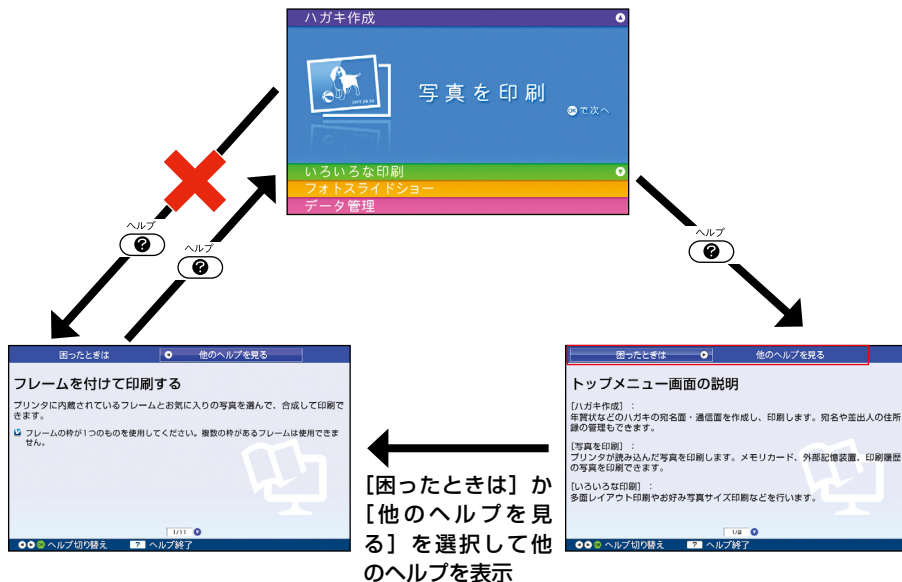 ハガキ作成
写真を印刷
OKで次へ
いろいろな印刷
フォトスライドショー
データ管理
ヘルプ
?
ヘルプ
?
ヘルプ
?
困ったときは
他のヘルプを見る
フレームを付けて印刷する
プリンタに内蔵されているフレームとお気に入りの写真を選んで、合成して印刷で
きます。
フレームの枠が1つのものを使用してください。複数の枠があるフレームは使用できま
せん。
1/11
ヘルプ切り替え ? ヘルプ終了
[困ったときは] か
[他のヘルプを見
る] を選択して他
のヘルプを表示
困ったときは
他のヘルプを見る
トップメニュー画面の説明
[ハガキ作成] :
年賀状などのハガキの宛名面・通信面を作成し、印刷します。宛名や差出人の住所
録の管理もできます。
[写真を印刷] :
プリンタが読み込んだ写真を印刷します。メモリカード、外部記憶装置、印刷履歴
の写真を印刷できます。
[いろいろな印刷] :
多面レイアウト印刷やお好み写真サイズ印刷などを行います。
1/2
ヘルプ切り替え ? ヘルプ終了